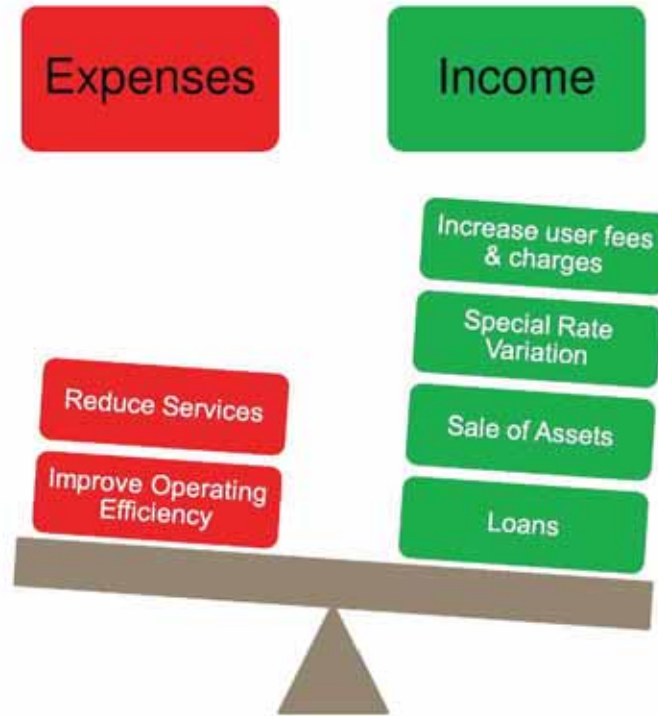 Expenses
Income
Reduce Services
Improve Operating
Efficiency
Increase user fees
& charges
Special Rate
Variation
Sale of Assets
Loans